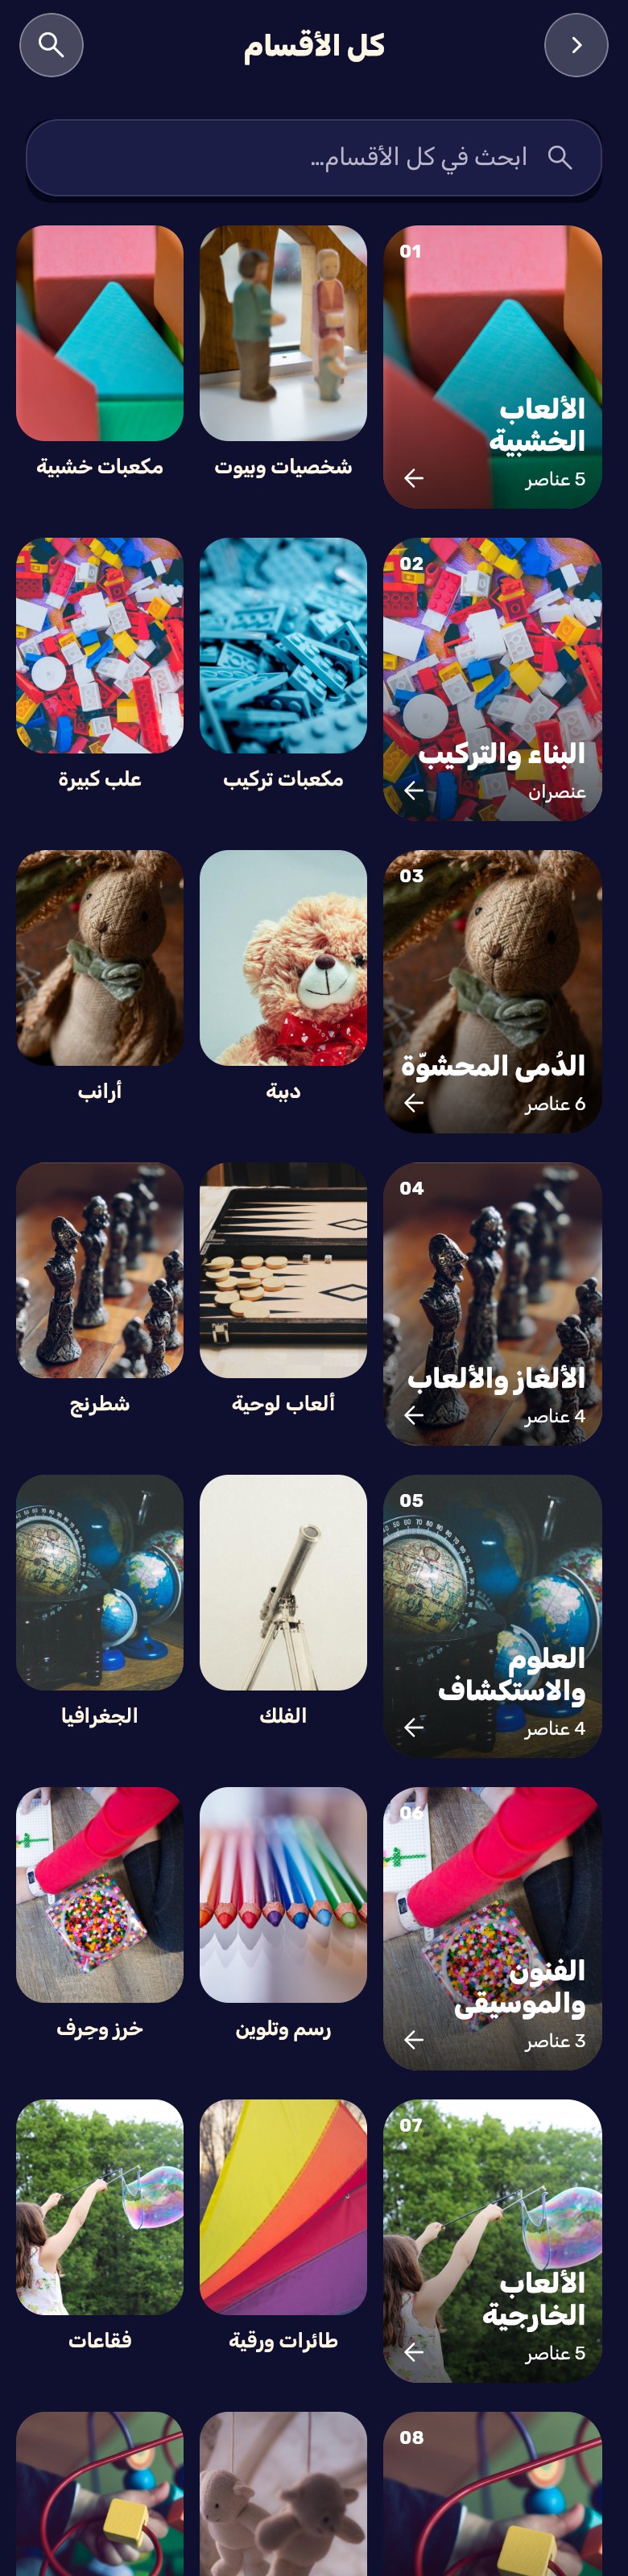 كل الأقسام
ابحث في كل الأقسام...
01
الألعاب
الخشبية
5 عناصر
شخصيات وبيوت
مكعبات خشبية
02
البناء والتركيب
عنصران
مكعبات تركيب
علب كبيرة
03
الدُمى المحشوّة
6 عناصر
دببة
أرانب
04
الألغاز والألعاب
4 عناصر
ألعاب لوحية
شطرنج
05
العلوم
والاستكشاف
4 عناصر
الفلك
الجغرافيا
06
الفنون
والموسيقى
3 عناصر
رسم وتلوين
خرز وحِرف
07
الألعاب
الخارجية
5 عناصر
طائرات ورقية
فقاعات
08